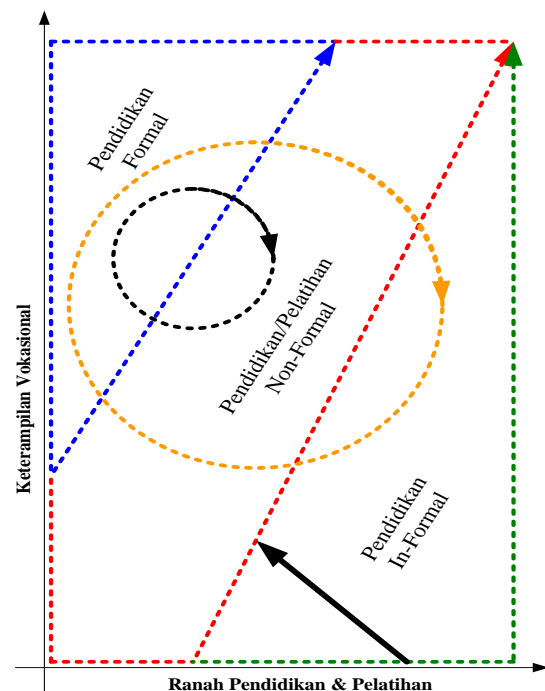 Pendidikan
Formal
Pendidikan/Pelatihan
Non-Formal
Pendidikan
In-Formal
Keterampilan Vokasional
Ranah Pendidikan & Pelatihan